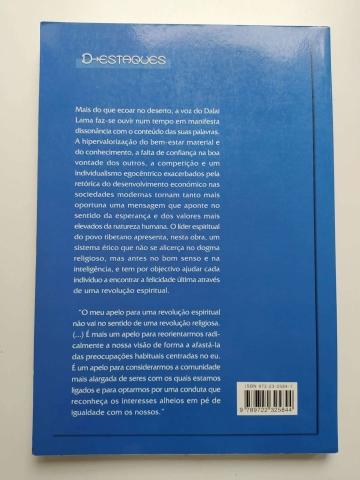 DESTAQUES
Mais do que ecoar no deserto, a voz do Dalai
Lama faz-se ouvir num tempo em manifesta
dissonância com o conteúdo das suas palavras.
A hipervalorização do bem-estar material e
do conhecimento, a falta de confiança na boa
vontade dos outros, a competição e um
individualismo egocêntrico exacerbados pela
retórica do desenvolvimento económico nas
sociedades modernas tornam tanto mais
oportuna uma mensagem que aponte no
sentido da esperança e dos valores mais
elevados da natureza humana. O líder espiritual
do povo tibetano apresenta, nesta obra, um
sistema ético que não se alicerça no dogma
religioso, mas antes no bom senso e na
inteligência, e tem por objectivo ajudar cada
indivíduo a encontrar a felicidade última através
de uma revolução espiritual.
"O meu apelo para uma revolução espiritual
não vai no sentido de uma revolução religiosa.
(...) É mais um apelo para reorientarmos radi-
calmente a nossa visão de forma a afastá-la
das preocupações habituais centradas no eu.
É um apelo para considerarmos a comunidade
mais alargada de seres com os quais estamos
ligados e para optarmos por uma conduta que
reconheça os interesses alheios em pé de
igualdade com os nossos."
ISBN 972-23-2584-7
9 789722 325844